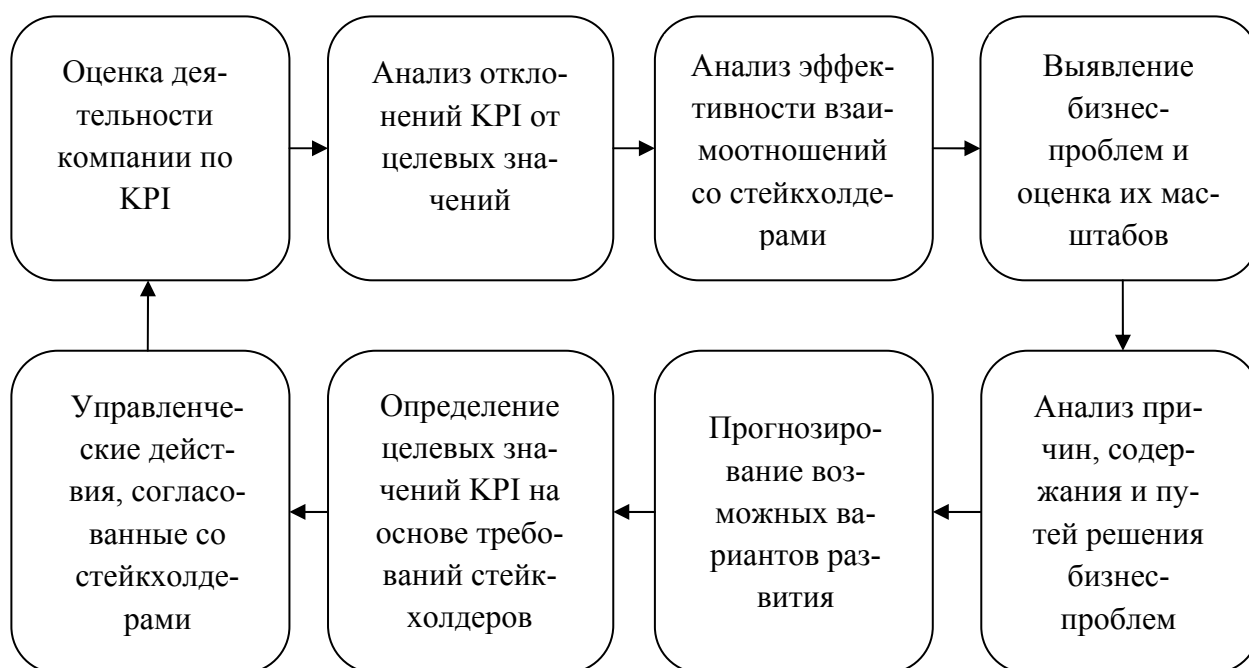 Оценка дея-
тельности
компании по
KPI
Анализ откло-
нений KPI от
целевых зна-
чений
Анализ эффек-
тивности взаи-
моотношений
со стейкхолде-
рами
Выявление
бизнес-
проблем и
оценка их мас-
штабов
Управленче-
ские дейст-
вия, согласо-
ванные со
стейкхолде-
рами
Определение
целевых зна-
чений KPI на
основе требо-
ваний стейк-
холдеров
Прогнозиро-
вание воз-
можных ва-
риантов раз-
вития
Анализ при-
чин, содер-
жания и пу-
тей решения
бизнес-
проблем